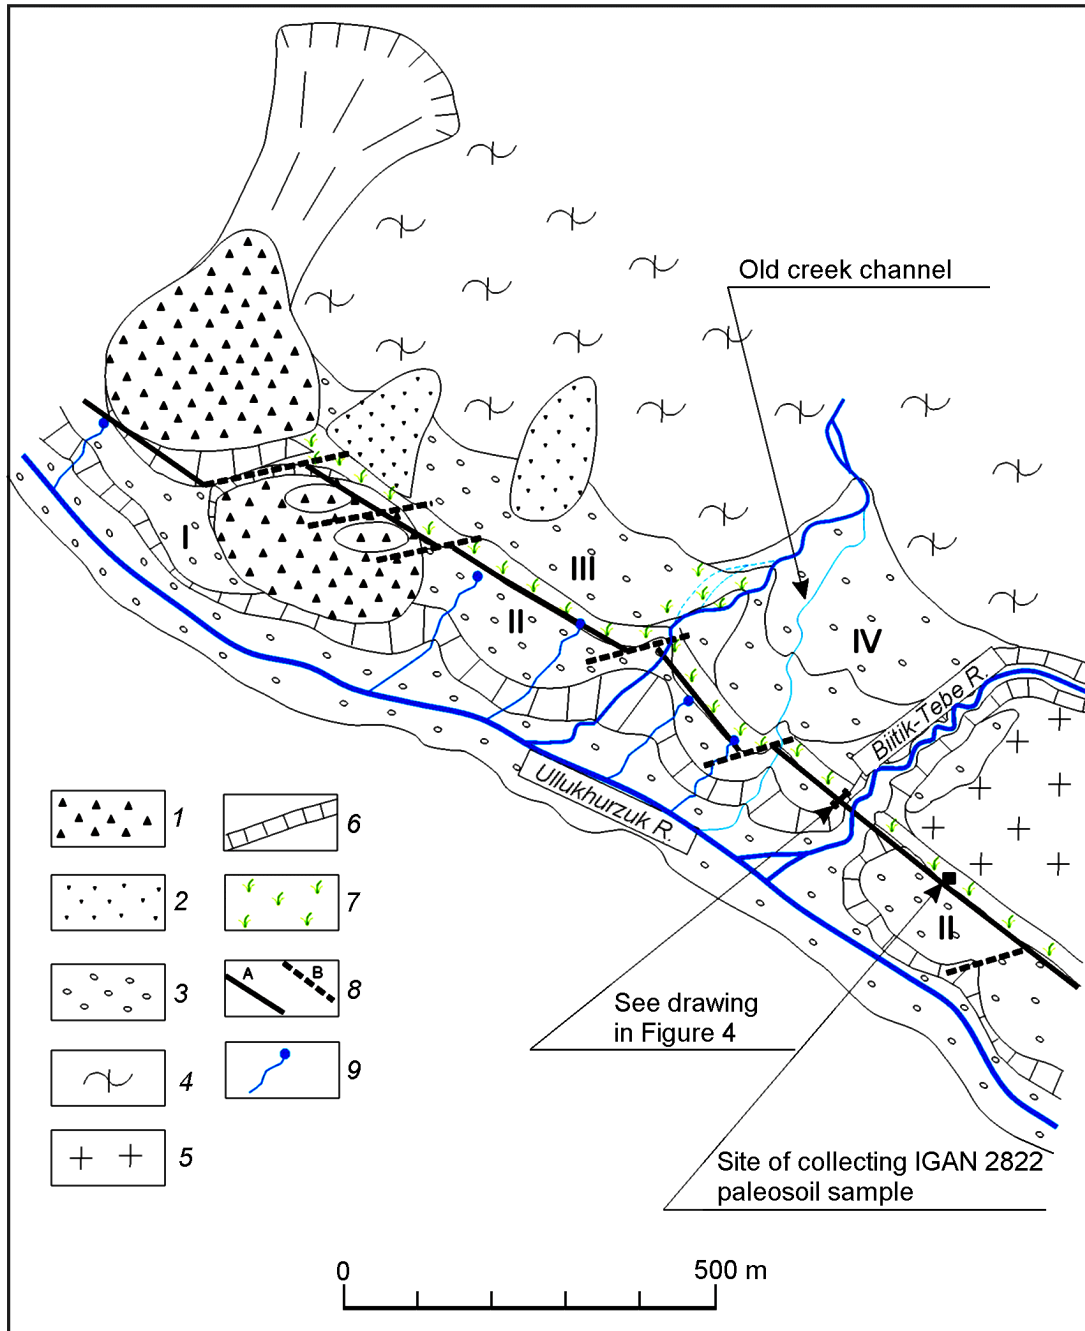 Old creek channel
I
II
III
IV
Biitik-Tebe R.
Ullukhurzuk R.
II
See drawing
in Figure 4
Site of collecting IGAN 2822
paleosoil sample
1
2
3
4
5
6
7
A B 8
9
0 500 m